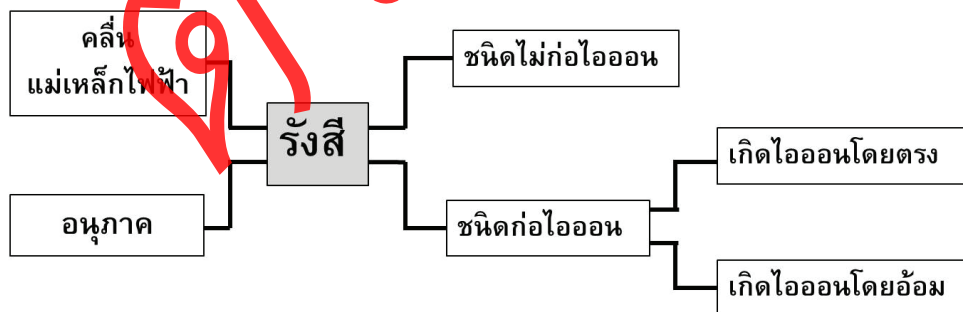 คลื่น
แม่เหล็กไฟฟ้า
ชนิดไม่ก่อไอออน
รังสี
เกิดไอออนโดยตรง
อนุภาค
ชนิดก่อไอออน
เกิดไอออนโดยอ้อม